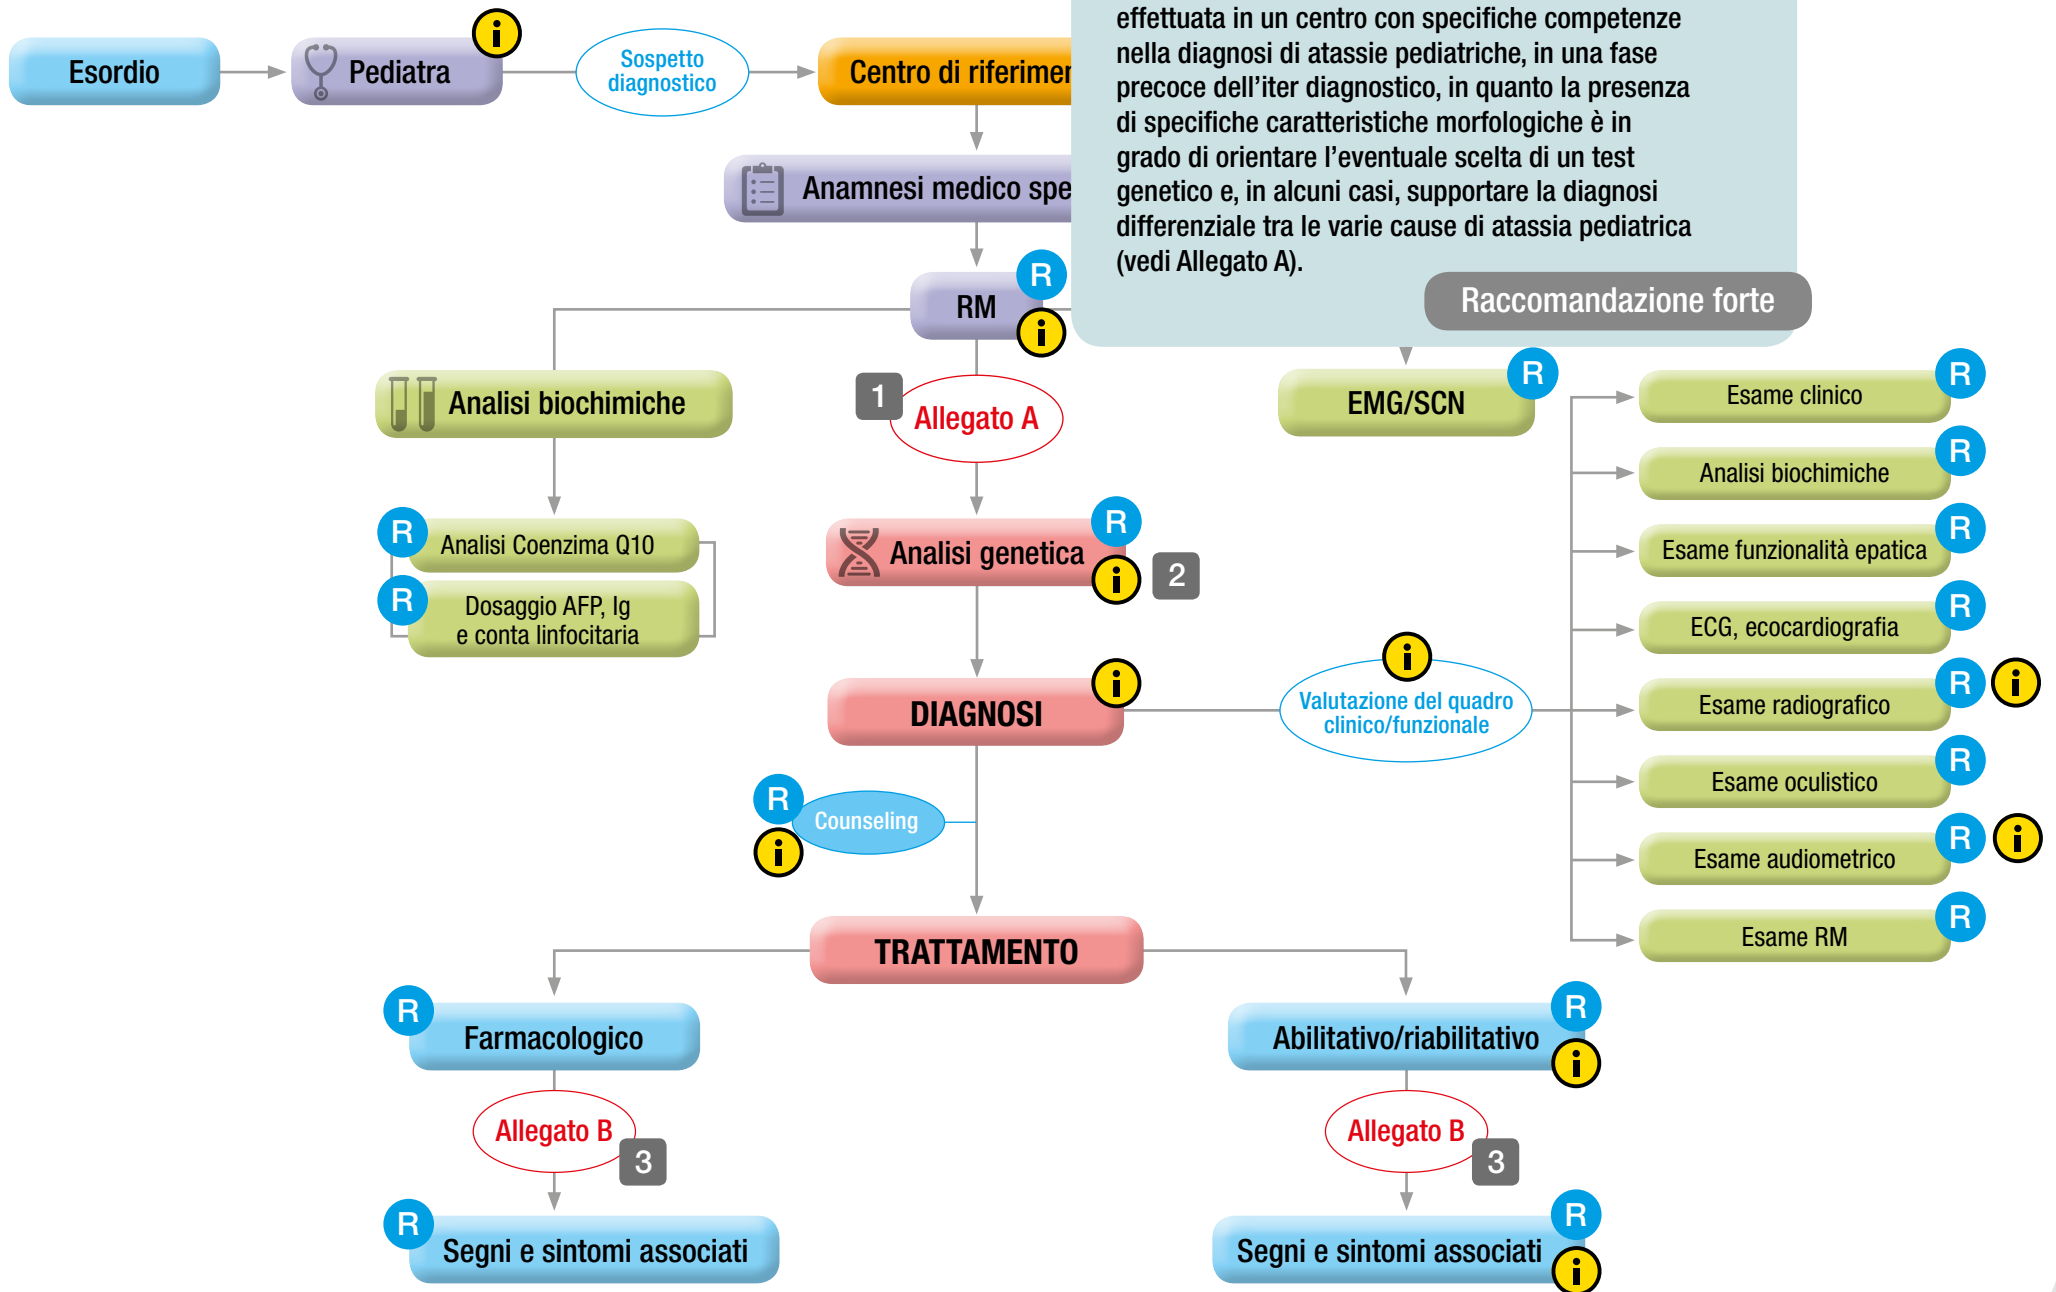 effettuata in un centro con specifiche competenze
nella diagnosi di atassie pediatriche, in una fase
precoce dell'iter diagnostico, in quanto la presenza
di specifiche caratteristiche morfologiche è in
grado di orientare l'eventuale scelta di un test
genetico e, in alcuni casi, supportare la diagnosi
differenziale tra le varie cause di atassia pediatrica
(vedi Allegato A).
Raccomandazione forte
Esordio
Pediatra
i
Sospetto
diagnostico
Centro di
Anamnesi medico
RM
R
i
Analisi biochimiche
1
Allegato A
EMG/SCN
R
R
Analisi Coenzima Q10
R
Dosaggio AFP, Ig
e conta linfocitaria
Analisi genetica
R
i
2
DIAGNOSI
i
i
Valutazione del quadro
clinico/funzionale
Esame clinico
R
Analisi biochimiche
R
Esame funzionalità epatica
R
ECG, ecocardiografia
R
Esame radiografico
R
i
Esame oculistico
R
Esame audiometrico
R
i
Esame RM
R
R
i
Counseling
TRATTAMENTO
R
Farmacologico
Abilitativo/riabilitativo
R
i
Allegato B
3
Allegato B
3
R
Segni e sintomi associati
Segni e sintomi associati
R
i